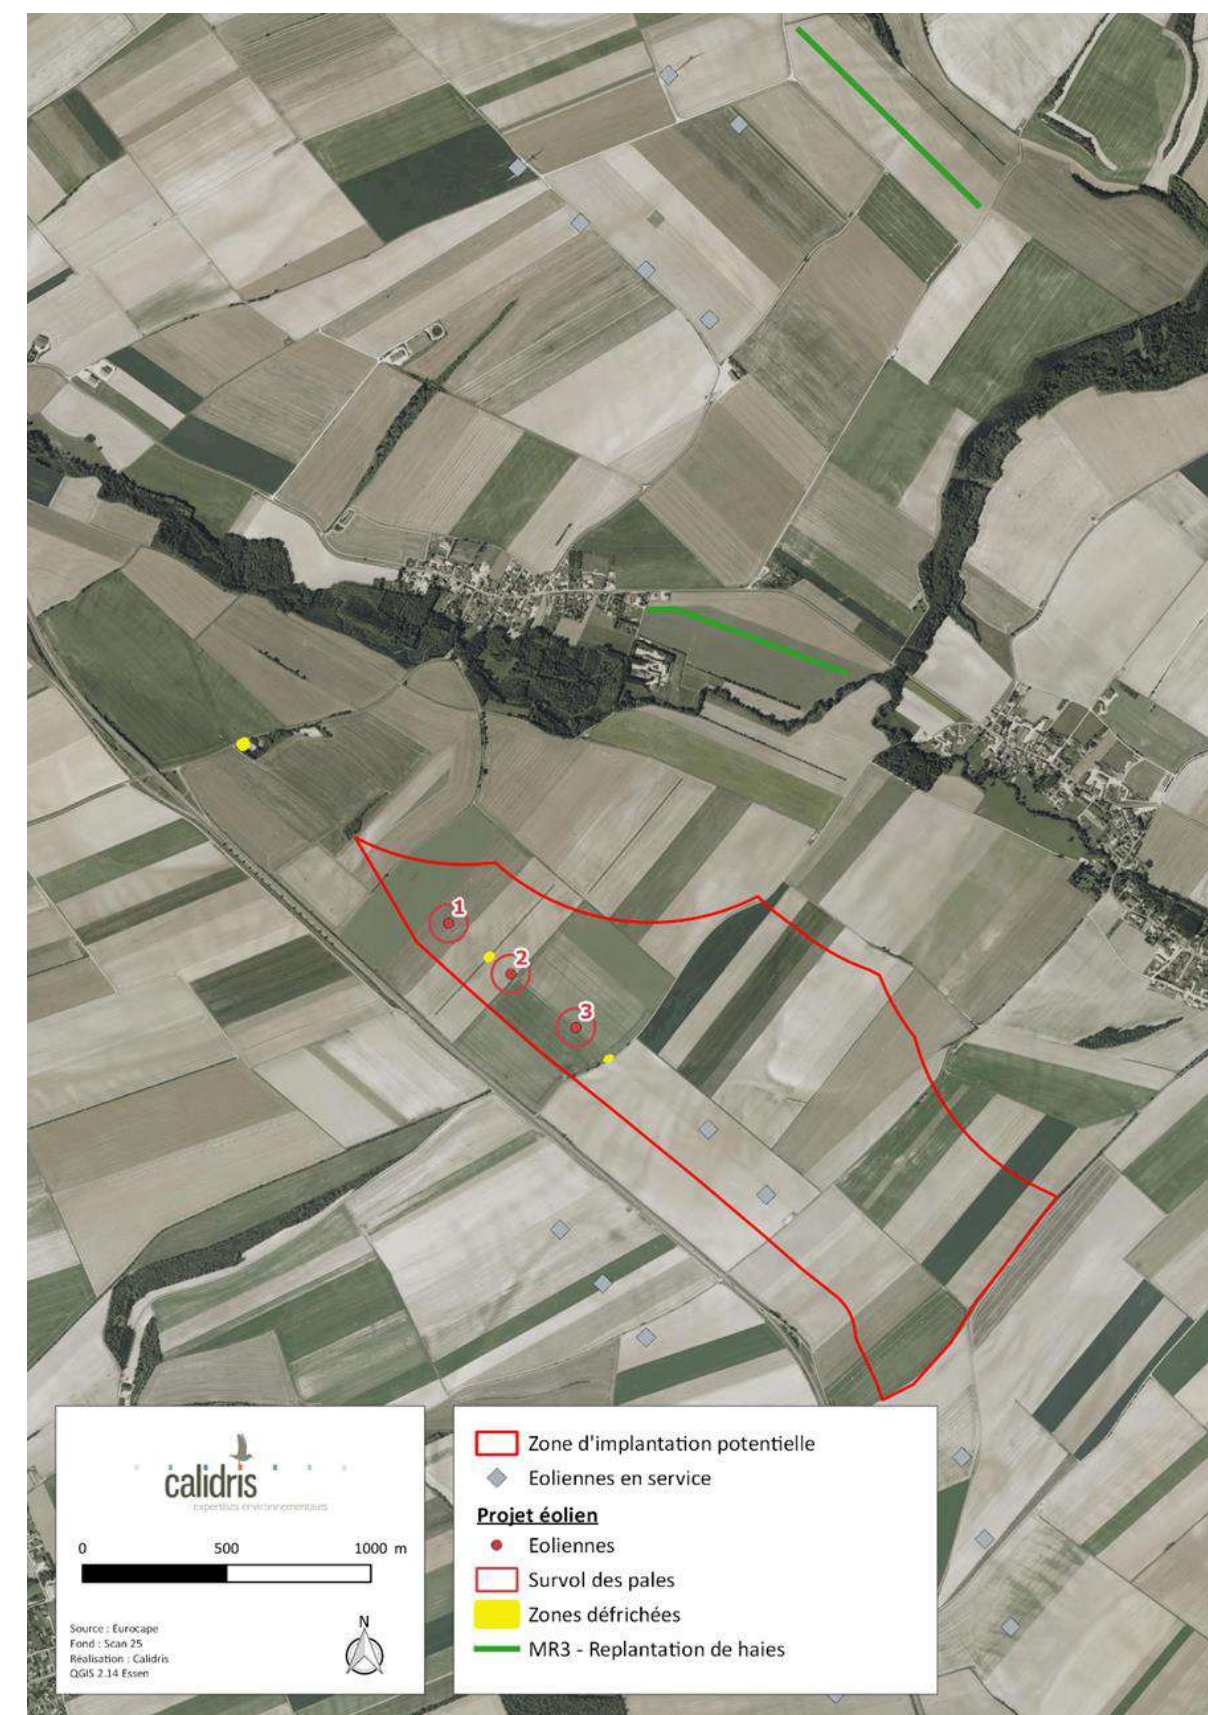 1
2
3
calidris
expertises environnementales
0 500 1000 m
Source : Eurocape
Fond : Scan 25
Réalisation : Calidris
QGIS 2.14 Essen
N
Zone d'implantation potentielle
Eoliennes en service
Projet éolien
Eoliennes
Survol des pales
Zones défrichées
MR3 - Replantation de haies